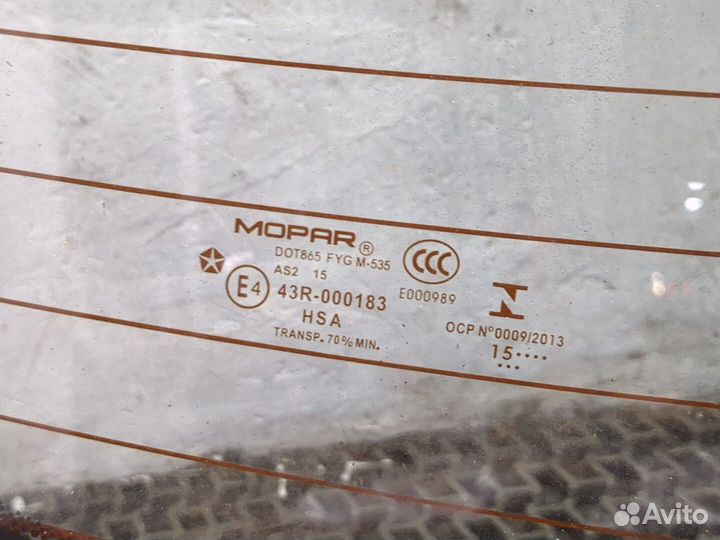 MOPAR ®
DOT865 FYG M-535
AS2 15
E4 43R-000183
HSA
TRANSP. 70% MIN.
CCC
E000989
N
OCP Nº0009/2013
15....
...
Avito